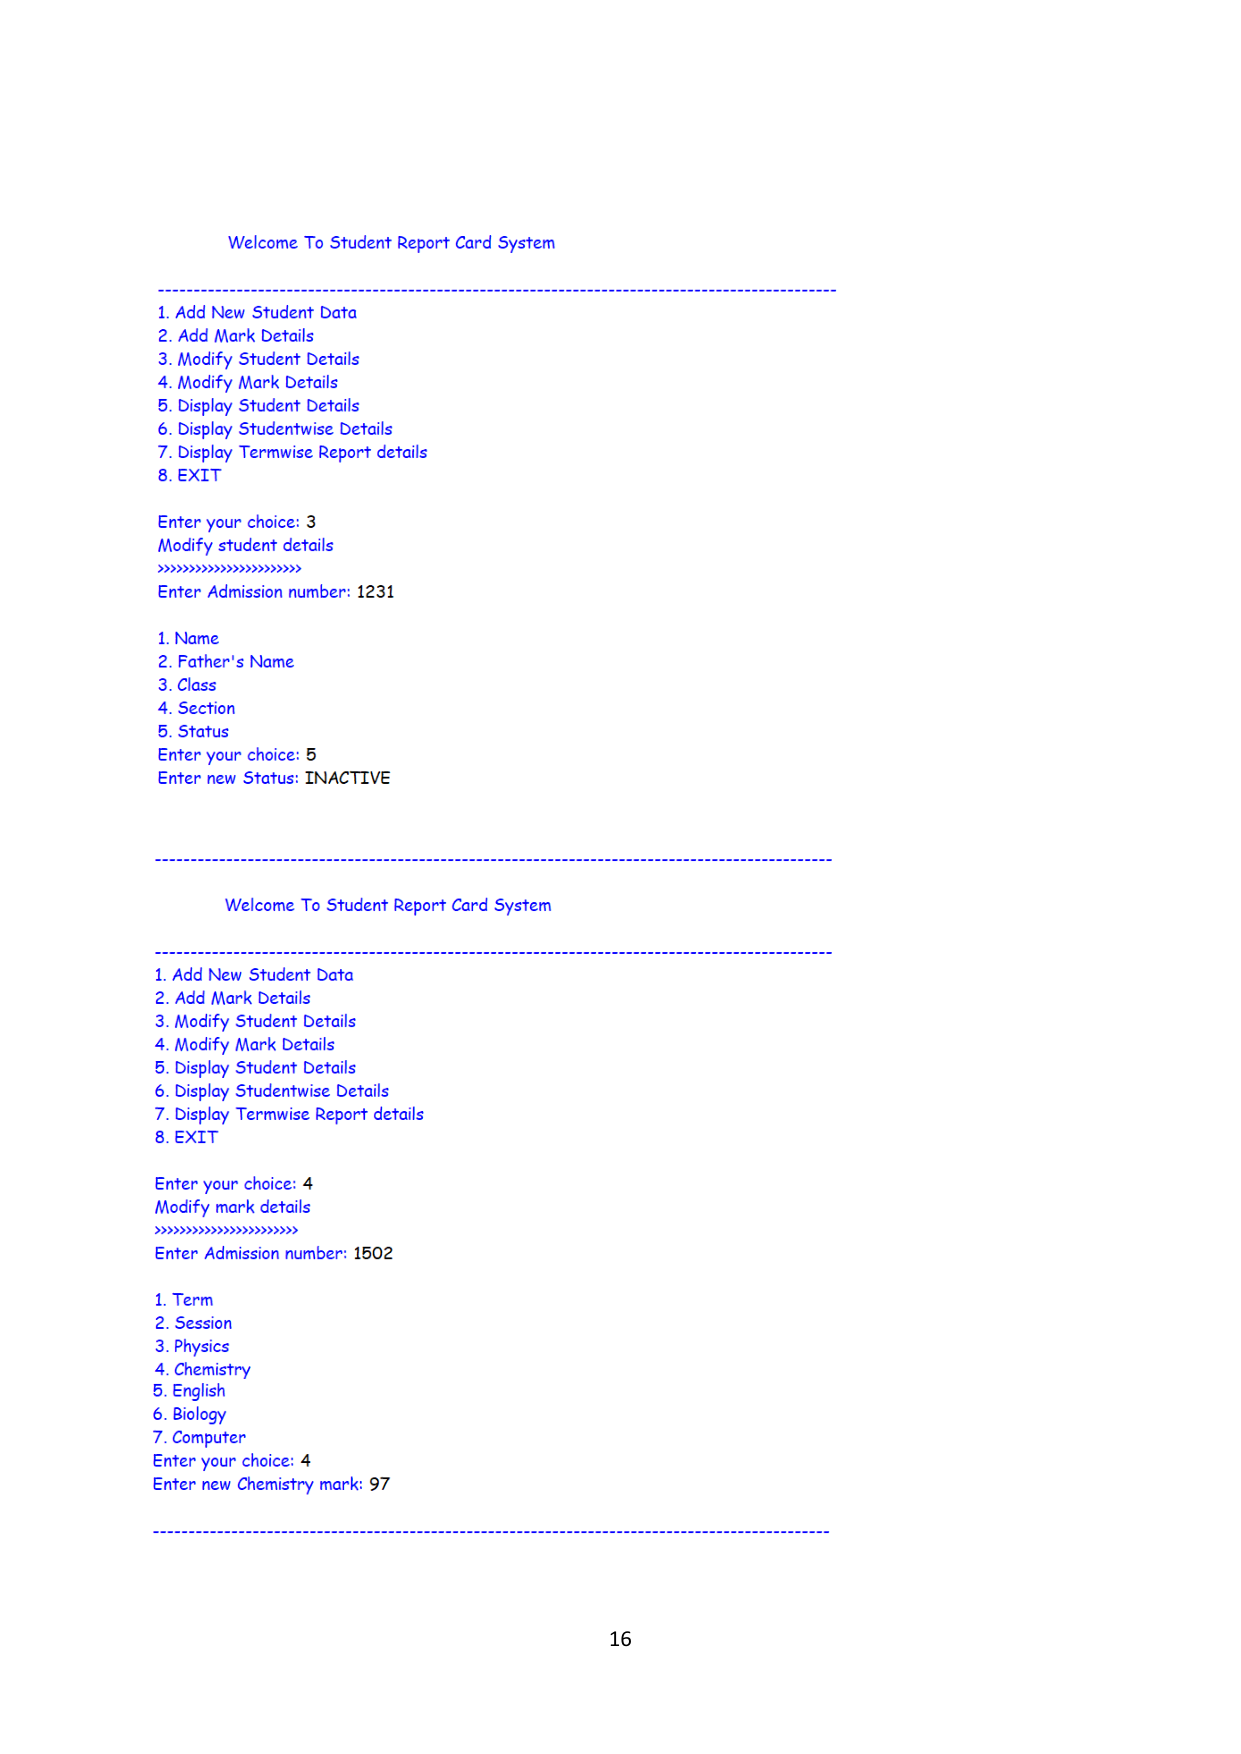 Welcome To Student Report Card System
-----------------------------------------------------------------------------------------------
1. Add New Student Data
2. Add Mark Details
3. Modify Student Details
4. Modify Mark Details
5. Display Student Details
6. Display Studentwise Details
7. Display Termwise Report details
8. EXIT
Enter your choice: 3
Modify student details
>>>>>>>>>>>>>>>>>>>>>>>
Enter Admission number: 1231
1. Name
2. Father's Name
3. Class
4. Section
5. Status
Enter your choice: 5
Enter new Status: INACTIVE
-----------------------------------------------------------------------------------------------
Welcome To Student Report Card System
-----------------------------------------------------------------------------------------------
1. Add New Student Data
2. Add Mark Details
3. Modify Student Details
4. Modify Mark Details
5. Display Student Details
6. Display Studentwise Details
7. Display Termwise Report details
8. EXIT
Enter your choice: 4
Modify mark details
>>>>>>>>>>>>>>>>>>>>>>>
Enter Admission number: 1502
1. Term
2. Session
3. Physics
4. Chemistry
5. English
6. Biology
7. Computer
Enter your choice: 4
Enter new Chemistry mark: 97
-----------------------------------------------------------------------------------------------
16